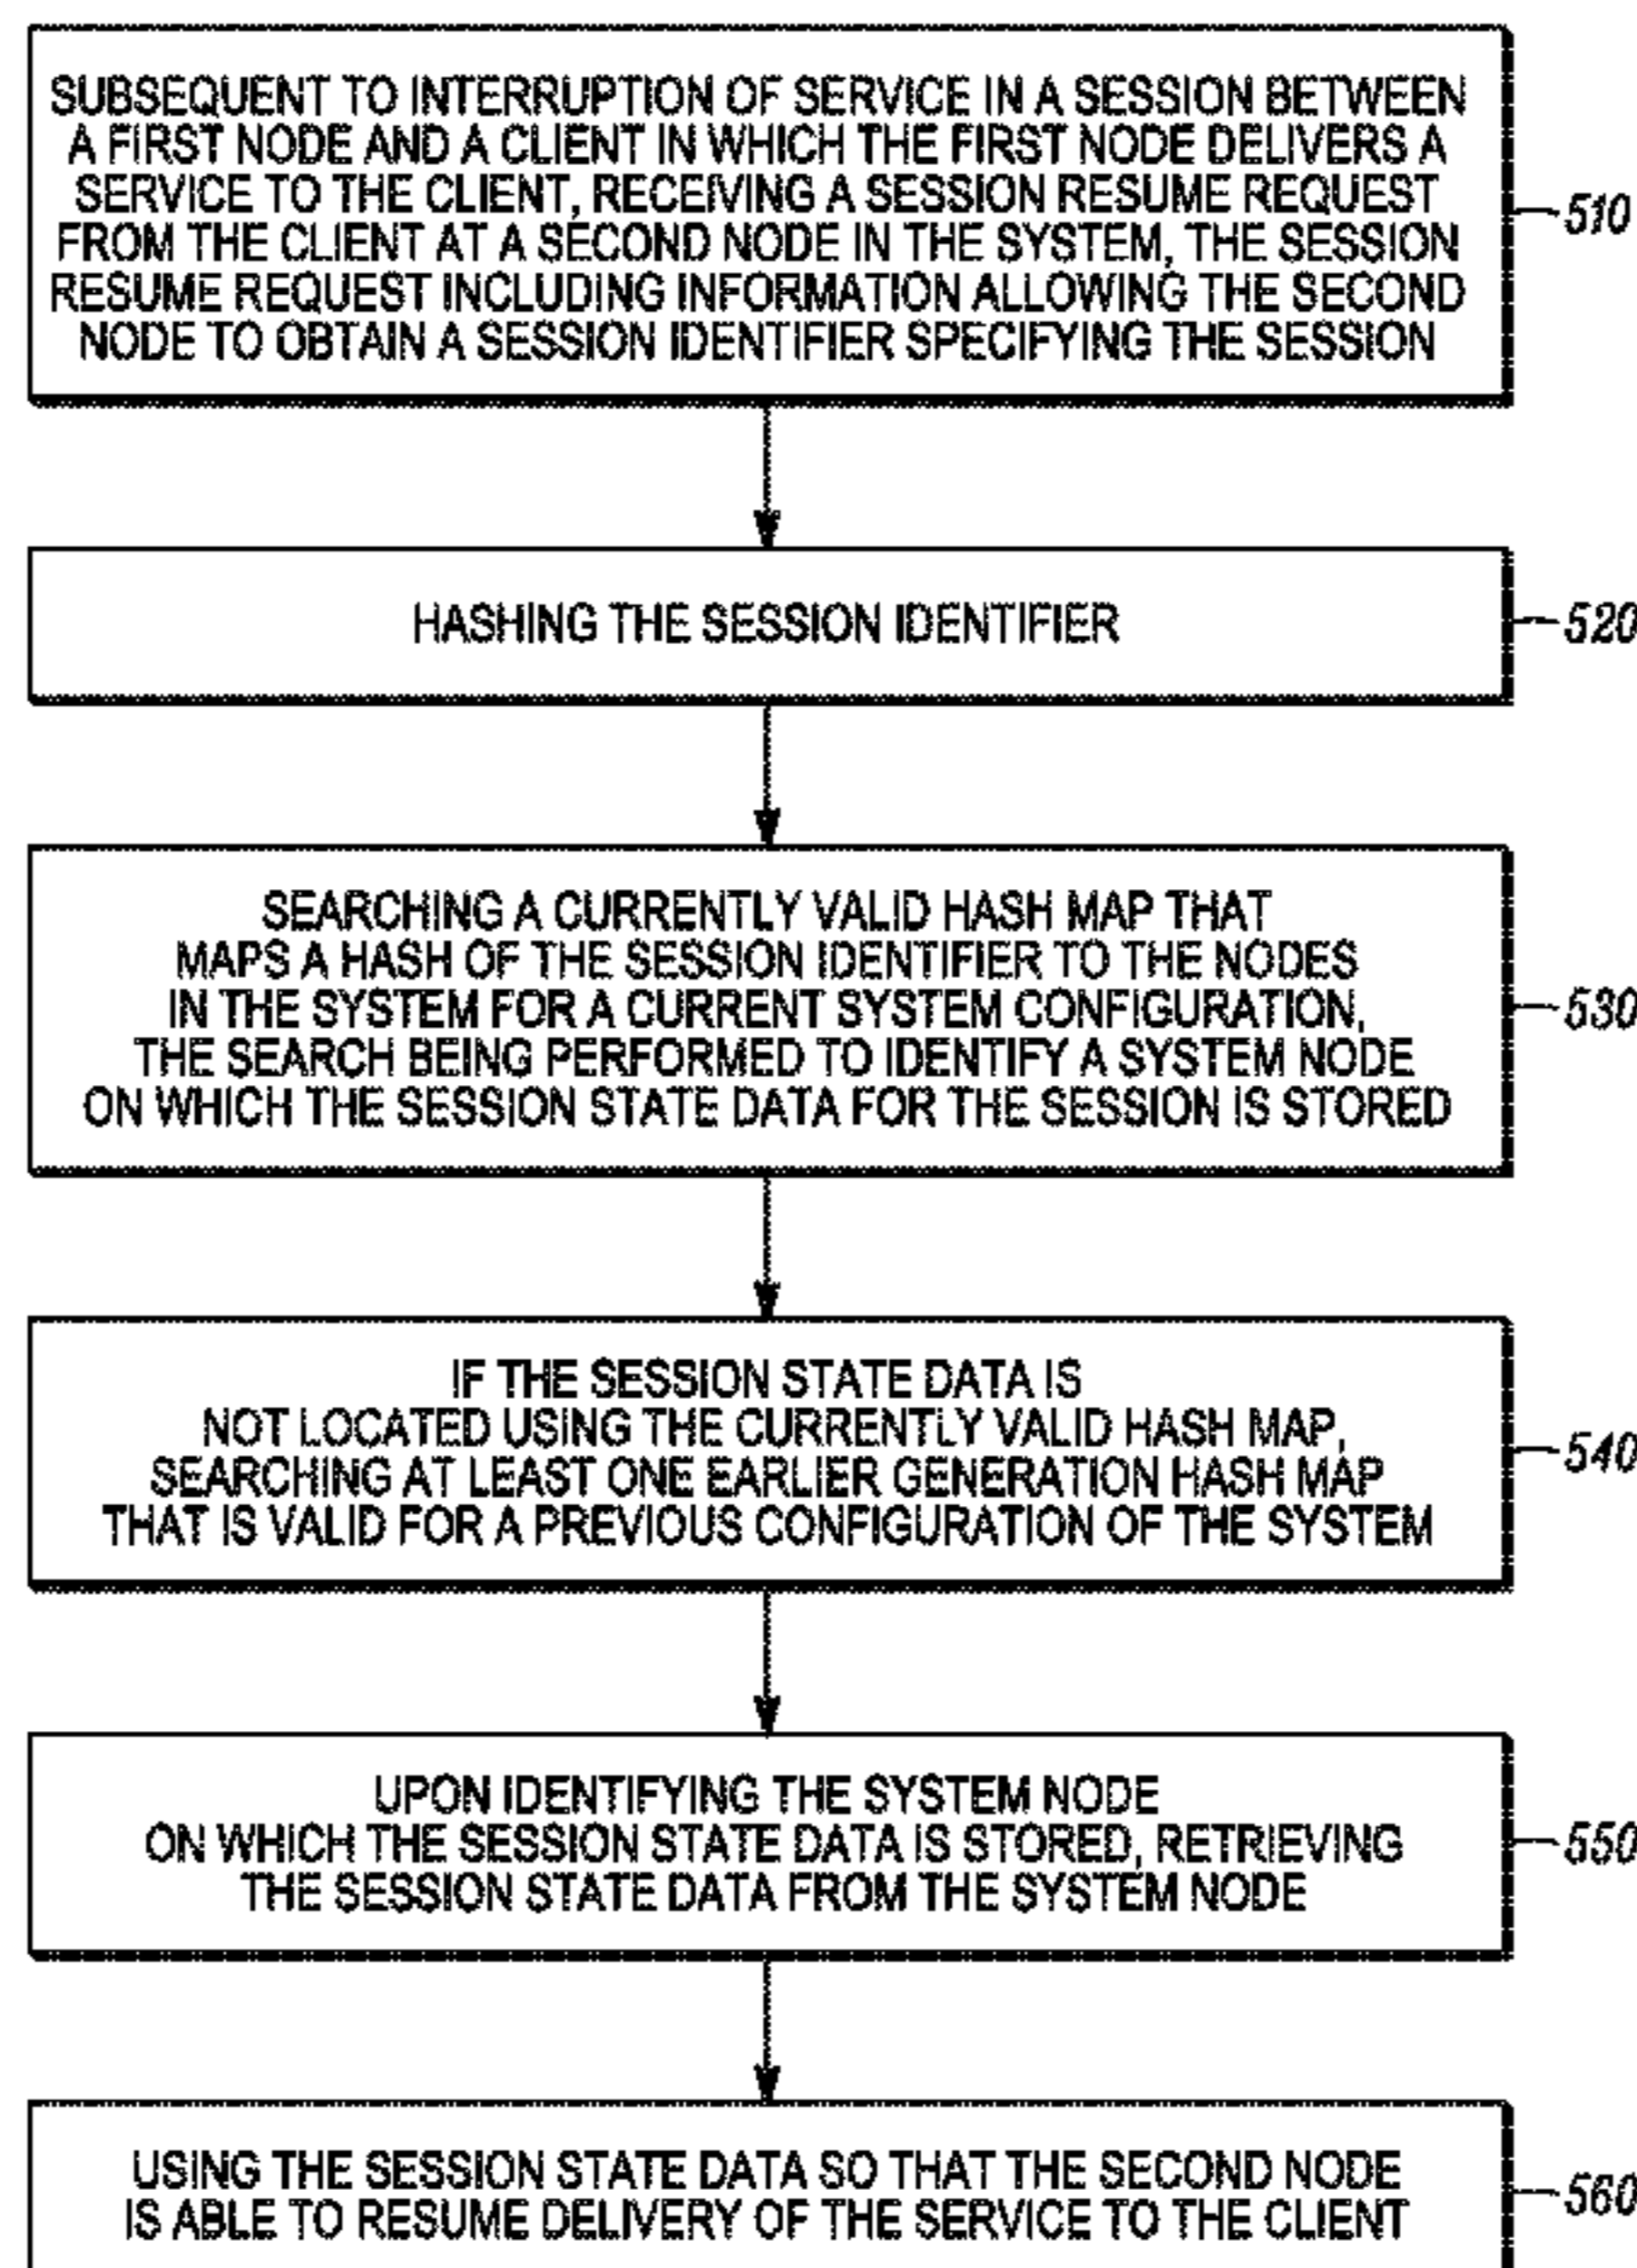 SUBSEQUENT TO INTERRUPTION OF SERVICE IN A SESSION BETWEEN
A FIRST NODE AND A CLIENT IN WHICH THE FIRST NODE DELIVERS A
SERVICE TO THE CLIENT, RECEIVING A SESSION RESUME REQUEST
FROM THE CLIENT AT A SECOND NODE IN THE SYSTEM, THE SESSION
RESUME REQUEST INCLUDING INFORMATION ALLOWING THE SECOND
NODE TO OBTAIN A SESSION IDENTIFIER SPECIFYING THE SESSION
510
HASHING THE SESSION IDENTIFIER
520
SEARCHING A CURRENTLY VALID HASH MAP THAT
MAPS A HASH OF THE SESSION IDENTIFIER TO THE NODES
IN THE SYSTEM FOR A CURRENT SYSTEM CONFIGURATION,
THE SEARCH BEING PERFORMED TO IDENTIFY A SYSTEM NODE
ON WHICH THE SESSION STATE DATA FOR THE SESSION IS STORED
530
IF THE SESSION STATE DATA IS
NOT LOCATED USING THE CURRENTLY VALID HASH MAP,
SEARCHING AT LEAST ONE EARLIER GENERATION HASH MAP
THAT IS VALID FOR A PREVIOUS CONFIGURATION OF THE SYSTEM
540
UPON IDENTIFYING THE SYSTEM NODE
ON WHICH THE SESSION STATE DATA IS STORED, RETRIEVING
THE SESSION STATE DATA FROM THE SYSTEM NODE
550
USING THE SESSION STATE DATA SO THAT THE SECOND NODE
IS ABLE TO RESUME DELIVERY OF THE SERVICE TO THE CLIENT
560